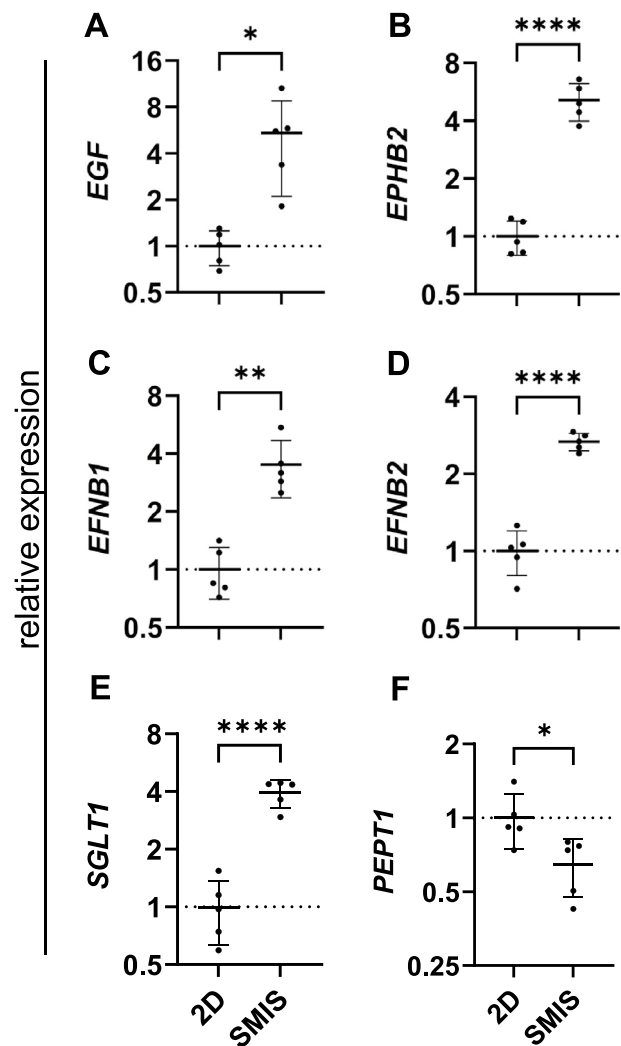 relative expression
A
*
16
8
4
2
1
0.5
EGF
B
****
8
4
2
1
0.5
EPHB2
C
**
8
4
2
1
0.5
EFNB1
D
****
4
2
1
0.5
EFNB2
E
****
8
4
2
1
0.5
SGLT1
2D
SMIS
F
*
2
1
0.5
0.25
PEPT1
2D
SMIS